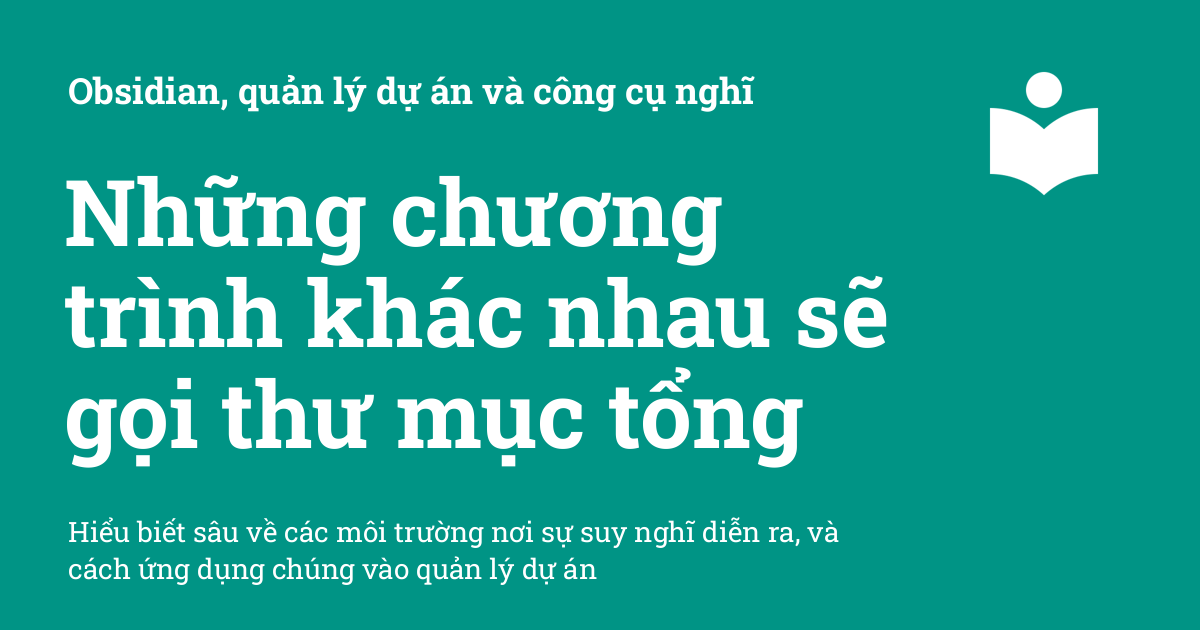 Obsidian, quản lý dự án và công cụ nghĩ
Những chương
trình khác nhau sẽ
gọi thư mục tổng
Hiểu biết sâu về các môi trường nơi sự suy nghĩ diễn ra, và
cách ứng dụng chúng vào quản lý dự án